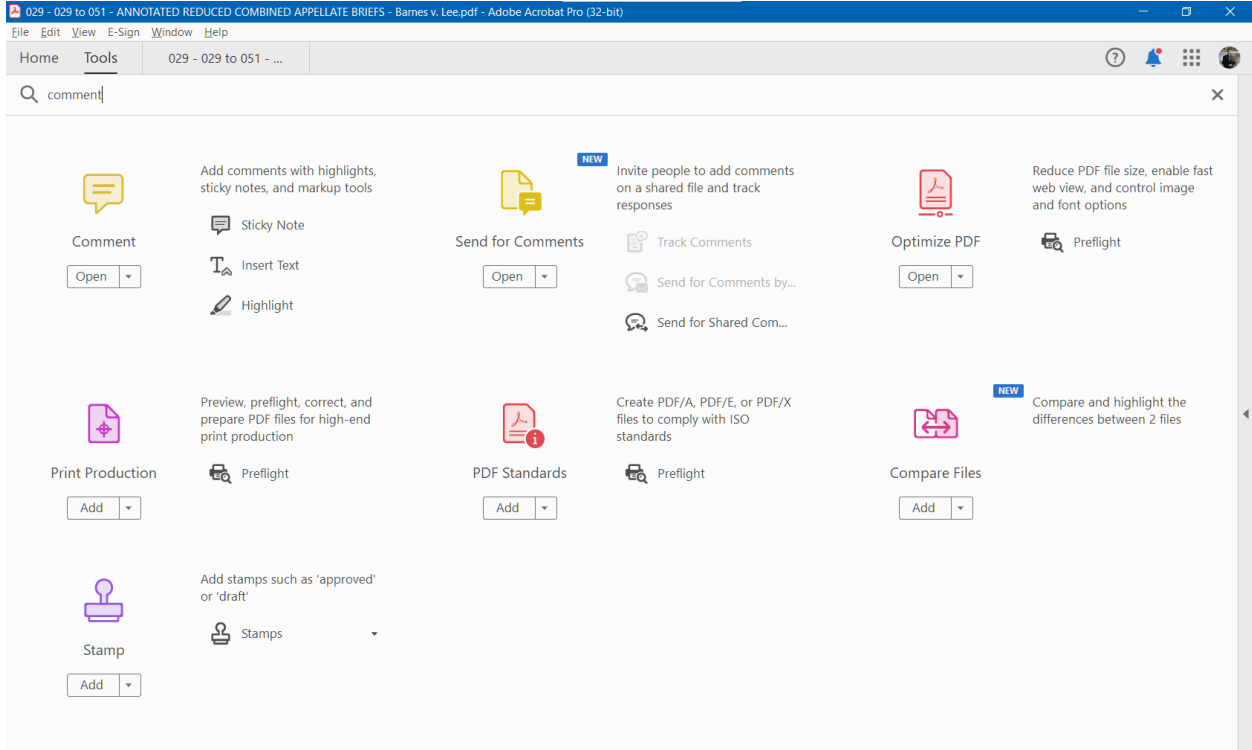 029 - 029 to 051 - ANNOTATED REDUCED COMBINED APPELLATE BRIEFS - Barnes v. Lee.pdf - Adobe Acrobat Pro (32-bit)
File Edit View E-Sign Window Help
Home Tools 029 - 029 to 051 - ...
comment
Comment
Open
Add comments with highlights,
sticky notes, and markup tools
Sticky Note
Insert Text
Highlight
NEW
Send for Comments
Open
Invite people to add comments
on a shared file and track
responses
Track Comments
Send for Comments by...
Send for Shared Com...
Optimize PDF
Open
Reduce PDF file size, enable fast
web view, and control image
and font options
Preflight
Print Production
Add
Preview, preflight, correct, and
prepare PDF files for high-end
print production
Preflight
PDF Standards
Add
Create PDF/A, PDF/E, or PDF/X
files to comply with ISO
standards
Preflight
NEW
Compare Files
Add
Compare and highlight the
differences between 2 files
Stamp
Add
Add stamps such as 'approved'
or 'draft'
Stamps